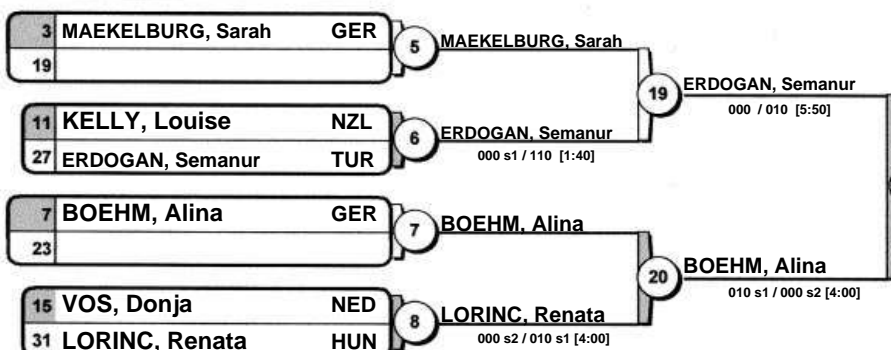 3 MAEKELBURG, Sarah GER
19
5
MAEKELBURG, Sarah
11 KELLY, Louise NZL
27 ERDOGAN, Semanur TUR
6
ERDOGAN, Semanur
000 s1 / 110 [1:40]
19
ERDOGAN, Semanur
000 / 010 [5:50]
7 BOEHM, Alina GER
23
7
BOEHM, Alina
15 VOS, Donja NED
31 LORINC, Renata HUN
8
LORINC, Renata
000 s2 / 010 s1 [4:00]
20
BOEHM, Alina
010 s1 / 000 s2 [4:00]